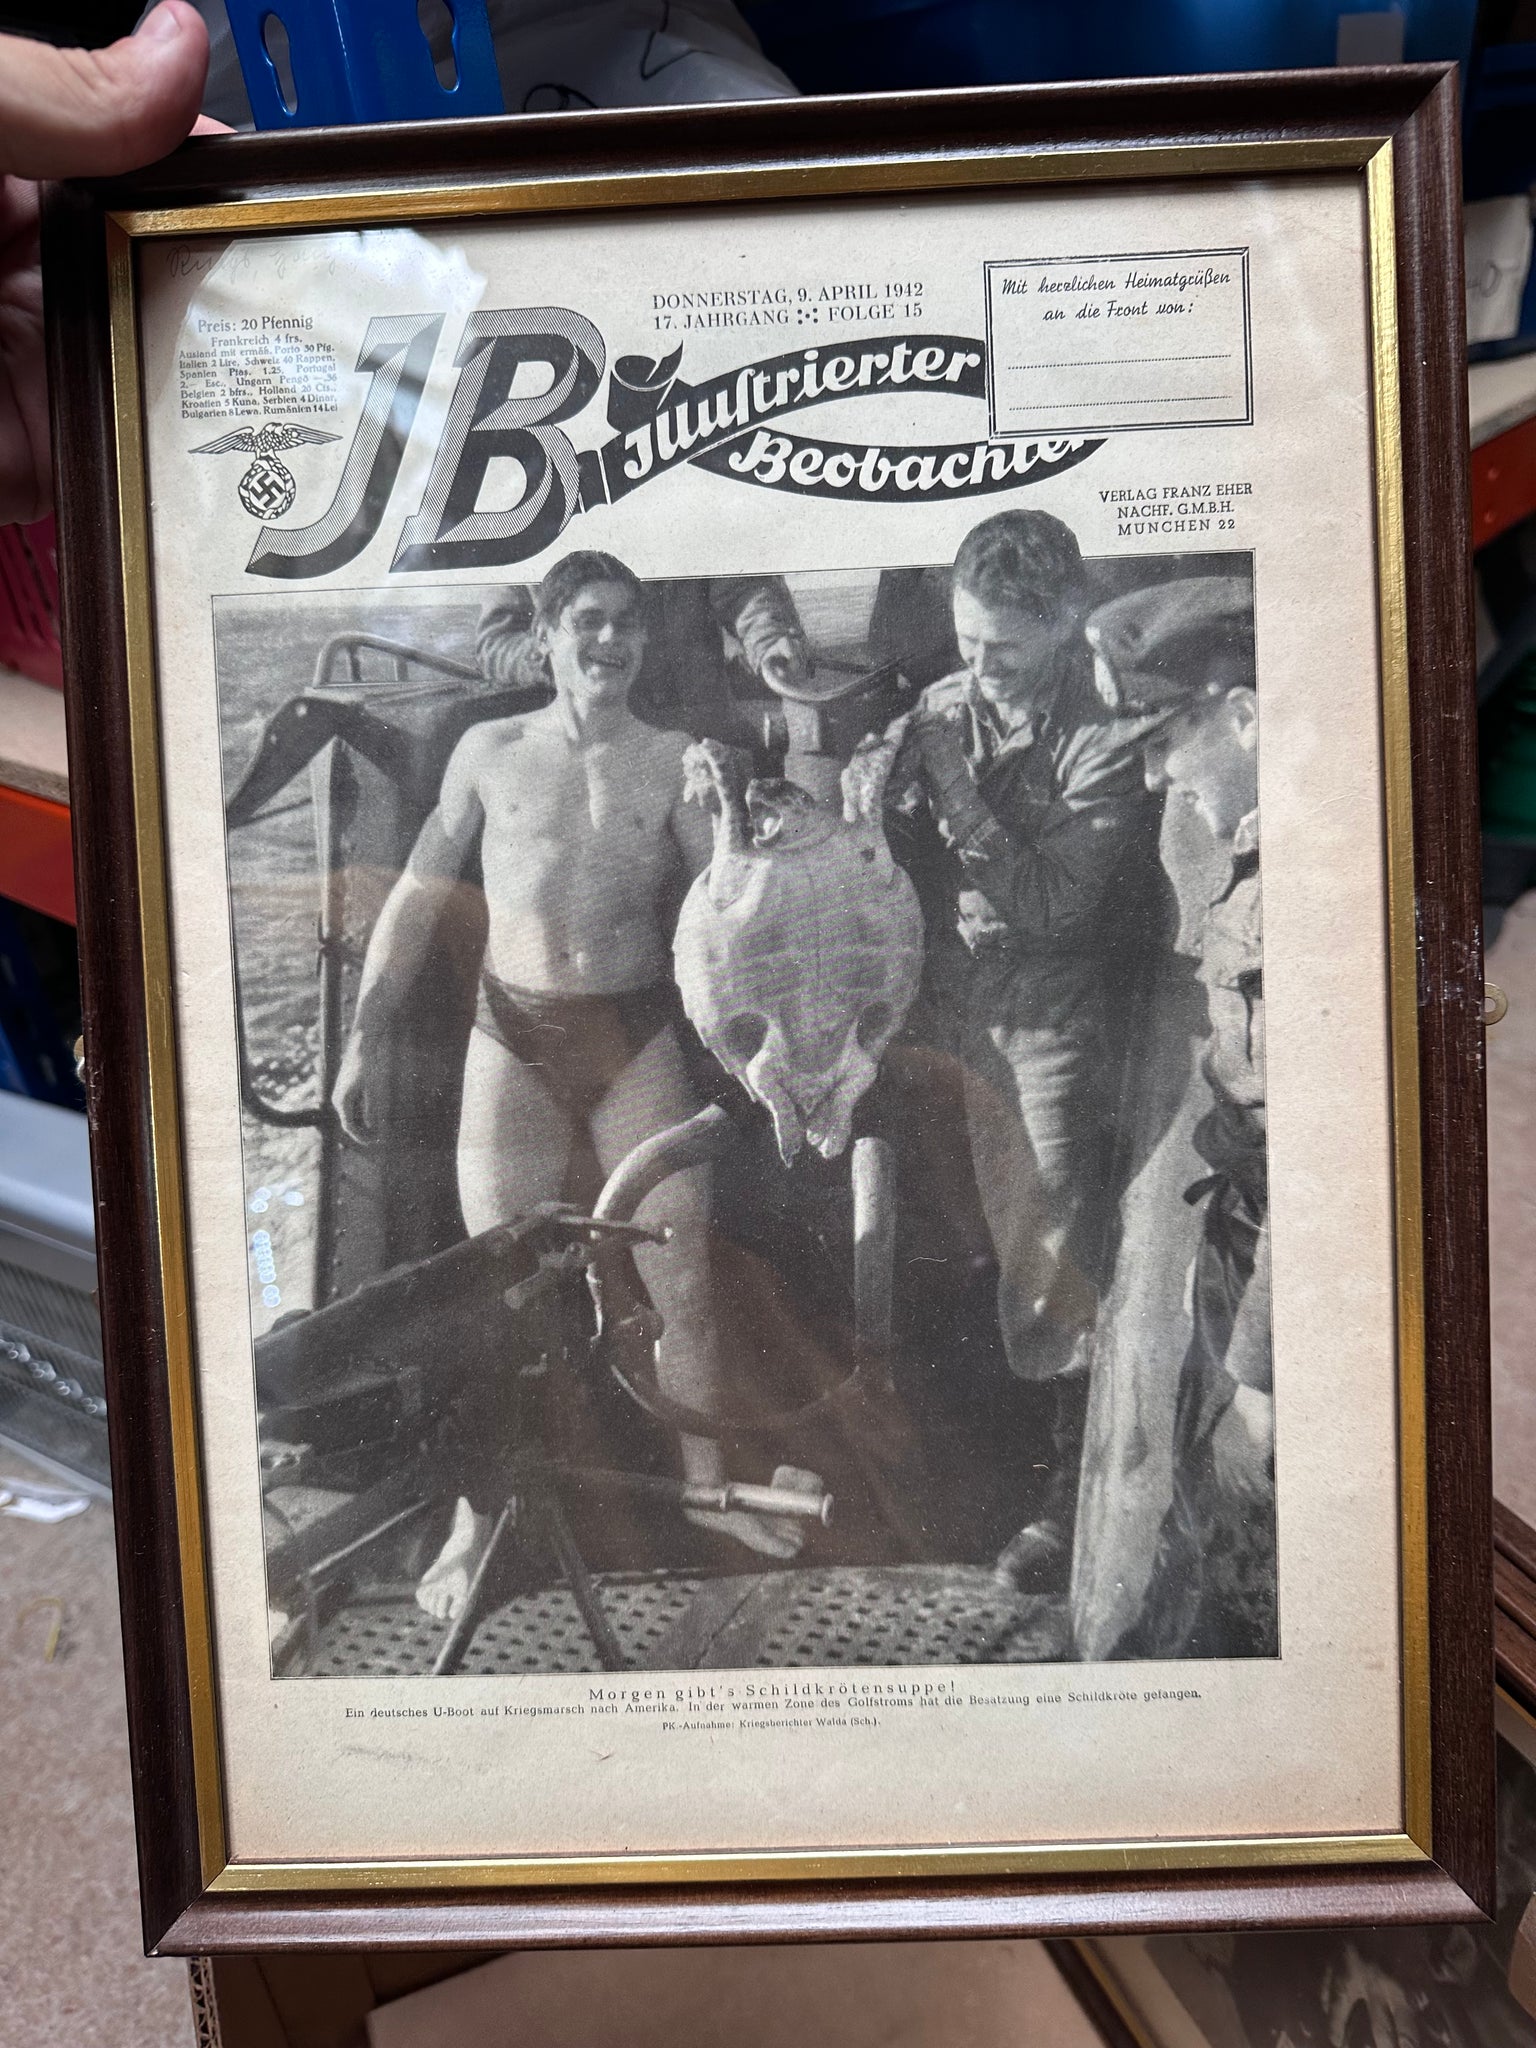 Preis: 20 Pfennig
Frankreich 4 frs.
Ausland mit ermäß. Porto 30 Pfg.
Italien 2 Lire, Schweiz 40 Rappen,
Spanien Ptas. 1.25, Portugal
2.— Esc., Ungarn Pengö —.36
Belgien 2 bfrs., Holland 20 Cts.,
Kroatien 5 Kuna, Serbien 4 Dinar,
Bulgarien 8 Lewa, Rumänien 14 Lei
DONNERSTAG, 9. APRIL 1942
17. JAHRGANG FOLGE 15
Mit herzlichen Heimatgrüßen
an die Front von:
JB
Illustrierter
Beobachter
VERLAG FRANZ EHER
NACHF. G.M.B.H.
MÜNCHEN 22
Morgen gibt's Schildkrötensuppe!
Ein deutsches U-Boot auf Kriegsmarsch nach Amerika. In der warmen Zone des Golfstroms hat die Besatzung eine Schildkröte gefangen.
PK.-Aufnahme: Kriegsberichter Walda (Sch.).